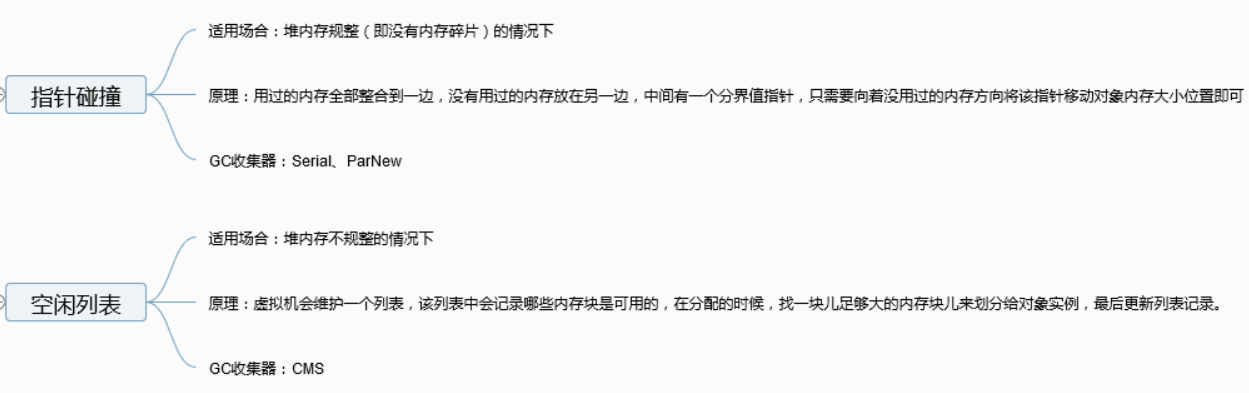 适用场合：堆内存规整（即没有内存碎片）的情况下
指针碰撞
原理：用过的内存全部整合到一边，没有用过的内存放在另一边，中间有一个分界值指针，只需要向着没用过的内存方向将该指针移动对象内存大小位置即可
GC收集器：Serial、ParNew
适用场合：堆内存不规整的情况下
空闲列表
原理：虚拟机会维护一个列表，该列表中会记录哪些内存块是可用的，在分配的时候，找一块儿足够大的内存块儿来划分给对象实例，最后更新列表记录。
GC收集器：CMS